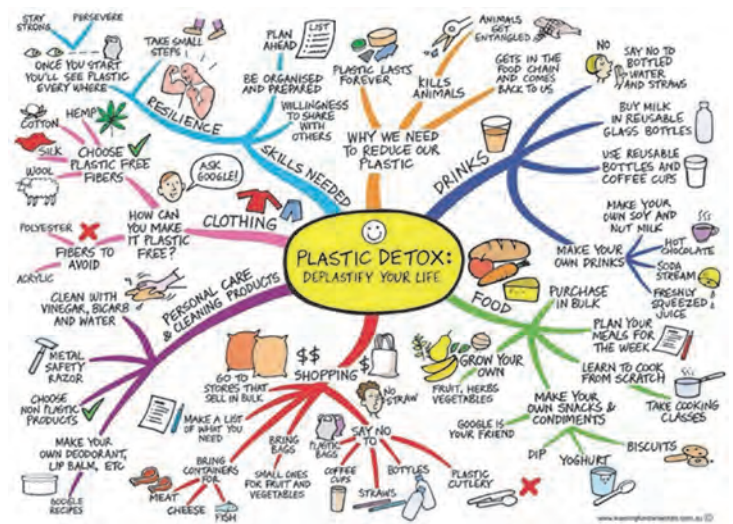 STAY
STRONG
PERSEVERE
ONCE YOU START
YOU'LL SEE PLASTIC
EVERY WHERE
TAKE SMALL
STEPS!
RESILIENCE
PLAN
AHEAD
LIST
BE ORGANISED
AND PREPARED
WILLINGNESS
TO SHARE
WITH
OTHERS
SKILLS NEEDED
PLASTIC LASTS
FOREVER
ANIMALS
GET
ENTANGLED
KILLS
ANIMALS
GETS IN THE
FOOD CHAIN
AND COMES
BACK TO US
WHY WE NEED
TO REDUCE OUR
PLASTIC
DRINKS
NO
SAY NO TO
BOTTLED
WATER
AND STRAWS
BUY MILK
IN REUSABLE
GLASS BOTTLES
USE REUSABLE
BOTTLES AND
COFFEE CUPS
MAKE YOUR
OWN SOY AND
NUT MILK
MAKE YOUR
OWN DRINKS
HOT
CHOCOLATE
SODA
STREAM
FRESHLY
SQUEEZED
JUICE
COTTON
HEMP
SILK
WOOL
CHOOSE
PLASTIC FREE
FIBERS
ASK
GOOGLE!
HOW CAN
YOU MAKE
IT PLASTIC
FREE?
CLOTHING
POLYESTER
ACRYLIC
FIBERS TO
AVOID
PLASTIC DETOX:
DEPLASTIFY YOUR LIFE
PERSONAL CARE
& CLEANING PRODUCTS
CLEAN WITH
VINEGAR, BICARB
AND WATER
METAL
SAFETY
RAZOR
CHOOSE
NON PLASTIC
PRODUCTS
MAKE YOUR
OWN DEODORANT,
LIP BALM, ETC
GOOGLE
RECIPES
$$
$
SHOPPING
GO TO
STORES THAT
SELL IN BULK
MAKE A LIST
OF WHAT YOU
NEED
BRING
CONTAINERS
FOR
MEAT
CHEESE
FISH
BRING
BAGS
SMALL ONES
FOR FRUIT AND
VEGETABLES
NO
STRAW
SAY NO
TO
PLASTIC
BAGS
COFFEE
CUPS
STRAWS
BOTTLES
PLASTIC
CUTLERY
FOOD
PURCHASE
IN BULK
PLAN YOUR
MEALS FOR
THE WEEK
GROW YOUR
OWN
FRUIT, HERBS
VEGETABLES
LEARN TO COOK
FROM SCRATCH
TAKE COOKING
CLASSES
MAKE YOUR
OWN SNACKS &
CONDIMENTS
GOOGLE IS
YOUR FRIEND
DIP
YOGHURT
BISCUITS
www.learningfundamentals.com.au ©